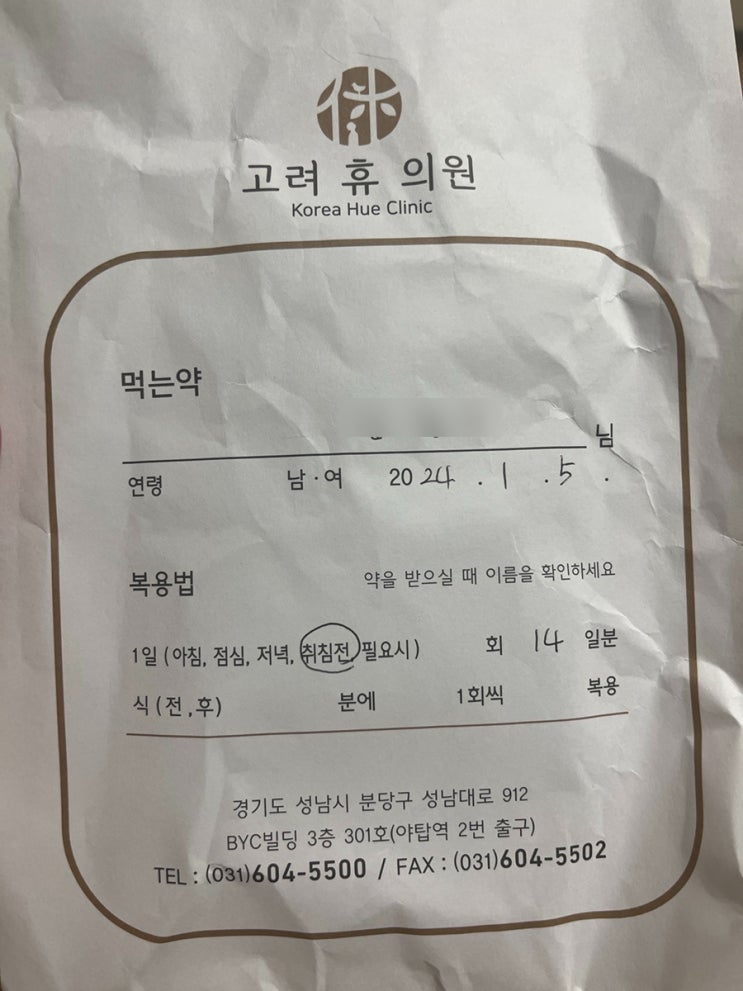 고려 휴 의원
Korea Hue Clinic
먹는약
님
연령 남 · 여 2024 . 1 . 5 .
복용법 약을 받으실 때 이름을 확인하세요
1일 (아침, 점심, 저녁, 취침전, 필요시) 회 14 일분
식 (전 ,후) 분에 1회씩 복용
경기도 성남시 분당구 성남대로 912
BYC빌딩 3층 301호(야탑역 2번 출구)
TEL : (031)604-5500 / FAX : (031)604-5502